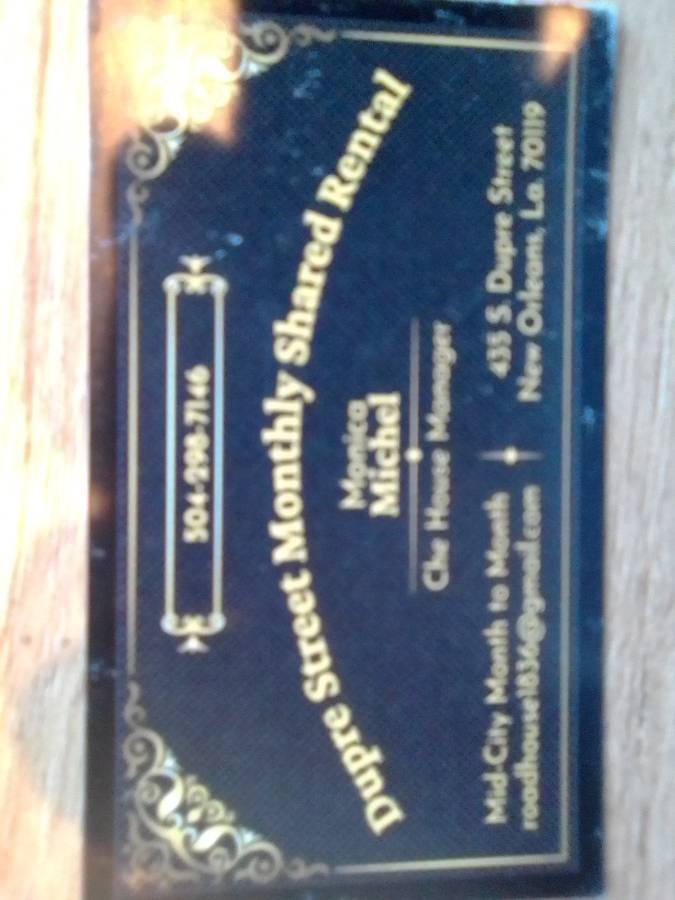 504-298-7146
Dupre Street Monthly Shared Rental
Monica
Michel
The House Manager
Mid-City Month to Month
roadhouse1836@gmail.com
435 S. Dupre Street
New Orleans, La. 70119